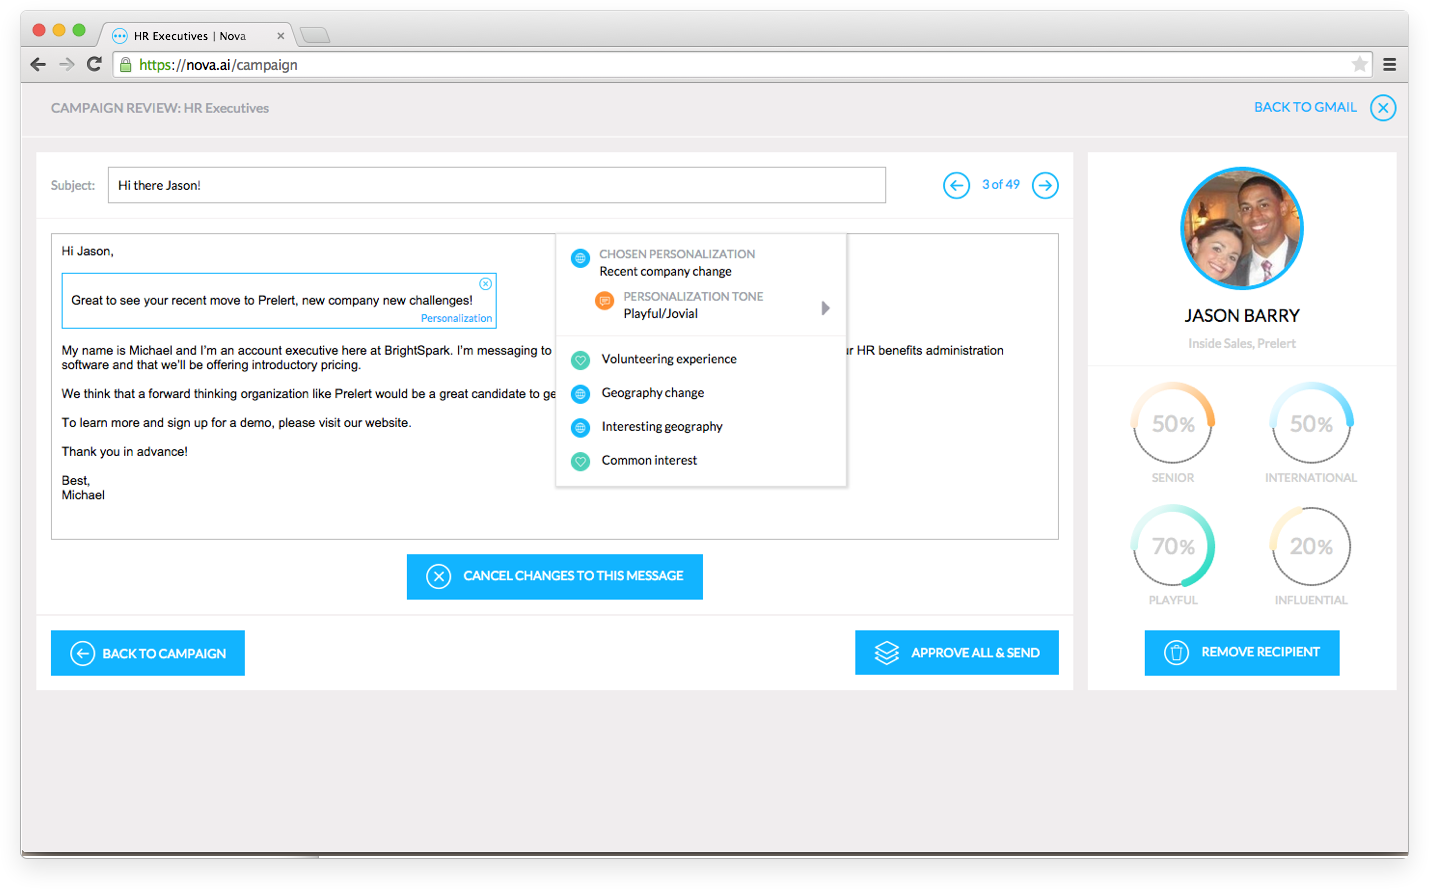 HR Executives | Nova
https://nova.ai/campaign
CAMPAIGN REVIEW: HR Executives
BACK TO GMAIL
Subject:
Hi there Jason!
3 of 49
Hi Jason,
Great to see your recent move to Prelert, new company new challenges!
Personalization
My name is Michael and I'm an account executive here at BrightSpark. I'm messaging to
HR benefits administration
software and that we'll be offering introductory pricing.
We think that a forward thinking organization like Prelert would be a great candidate to
To learn more and sign up for a demo, please visit our website.
Thank you in advance!
Best,
Michael
CHOSEN PERSONALIZATION
Recent company change
PERSONALIZATION TONE
Playful/Jovial
Volunteering experience
Geography change
Interesting geography
Common interest
CANCEL CHANGES TO THIS MESSAGE
BACK TO CAMPAIGN
APPROVE ALL & SEND
JASON BARRY
Inside Sales, Prelert
50%
SENIOR
50%
INTERNATIONAL
70%
PLAYFUL
20%
INFLUENTIAL
REMOVE RECIPIENT